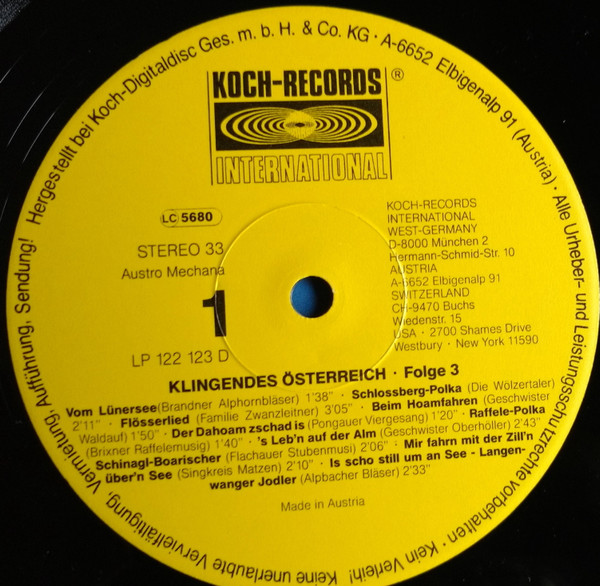 Hergestellt bei Koch-Digitaldisc Ges. m. b. H. & Co. KG · A-6652 Elbigenalp 91 (Austria) · Alle Urheber- und Leistungsschutzrechte vorbehalten · Kein Verleih! Keine unerlaubte Vervielfältigung, Vermietung, Aufführung, Sendung!
KOCH-RECORDS ®
INTERNATIONAL
LC 5680
STEREO 33
Austro Mechana
1
LP 122 123 D
KOCH-RECORDS
INTERNATIONAL
WEST-GERMANY
D-8000 München 2
Hermann-Schmid-Str. 10
AUSTRIA
A-6652 Elbigenalp 91
SWITZERLAND
CH-9470 Buchs
Wiedenstr. 15
USA · 2700 Shames Drive
Westbury · New York 11590
KLINGENDES ÖSTERREICH · Folge 3
Vom Lünersee (Brandner Alphornbläser) 1'38" · Schlossberg-Polka (Die Wölzertaler)
2'11" · Flösserlied (Familie Zwanzleitner) 3'05" · Beim Hoamfahren (Geschwister
Waldauf) 1'50" · Der Dahoam zschad is (Pongauer Viergesang) 1'20" · Raffele-Polka
(Brixner Raffelemusig) 1'40" · 's Leb'n auf der Alm (Geschwister Oberhöller) 2'43"
Schinagl-Boarischer (Flachauer Stubenmusi) 2'06" · Mir fahrn mit der Zill'n
über'n See (Singkreis Matzen) 2'10" · Is scho still um an See - Langen-
wanger Jodler (Alpbacher Bläser) 2'33"
Made in Austria